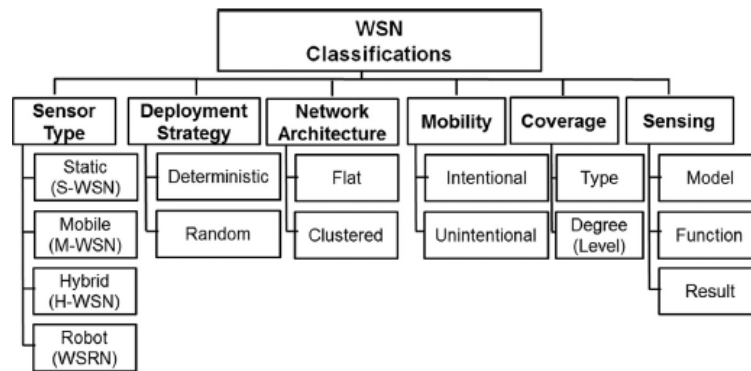 WSN
Classifications
Sensor
Type
Deployment
Strategy
Network
Architecture
Mobility
Coverage
Sensing
Static
(S-WSN)
Deterministic
Flat
Intentional
Type
Model
Mobile
(M-WSN)
Random
Clustered
Unintentional
Degree
(Level)
Function
Hybrid
(H-WSN)
Result
Robot
(WSRN)